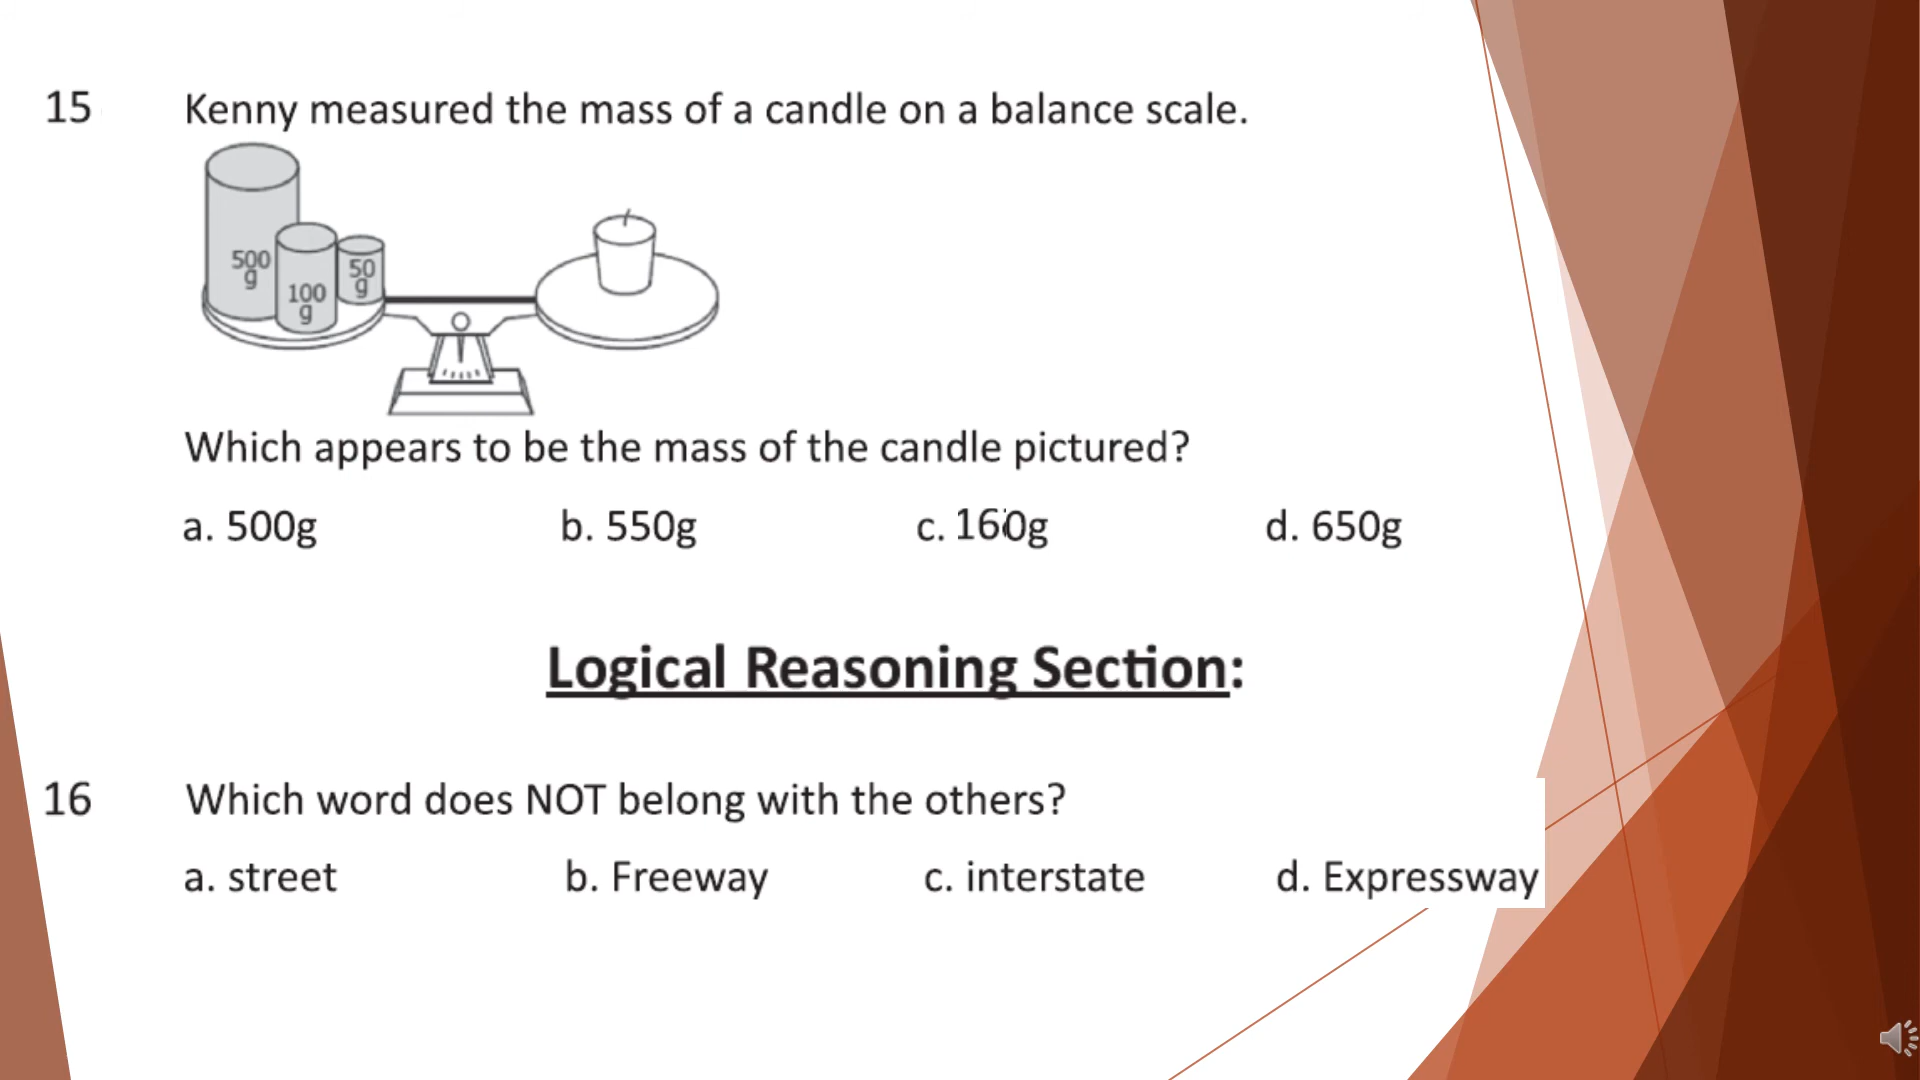 15 Kenny measured the mass of a candle on a balance scale.
500 g
100 g
50 g
Which appears to be the mass of the candle pictured?
a. 500g b. 550g c. 160g d. 650g
Logical Reasoning Section:
16 Which word does NOT belong with the others?
a. street b. Freeway c. interstate d. Expressway